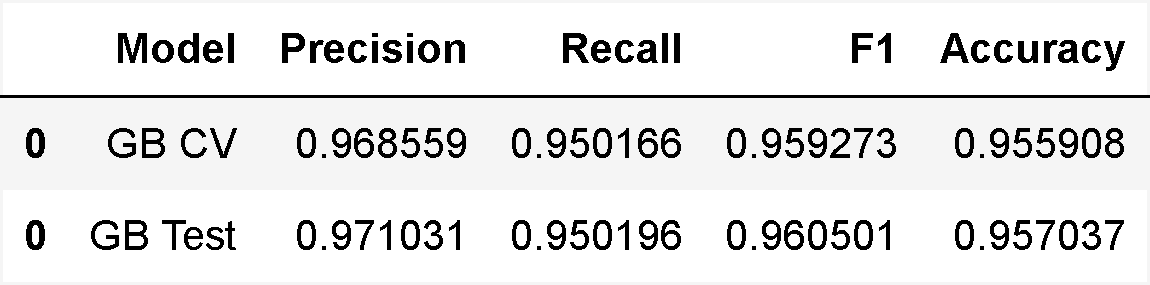 Model Precision Recall F1 Accuracy
0 GB CV 0.968559 0.950166 0.959273 0.955908
0 GB Test 0.971031 0.950196 0.960501 0.957037